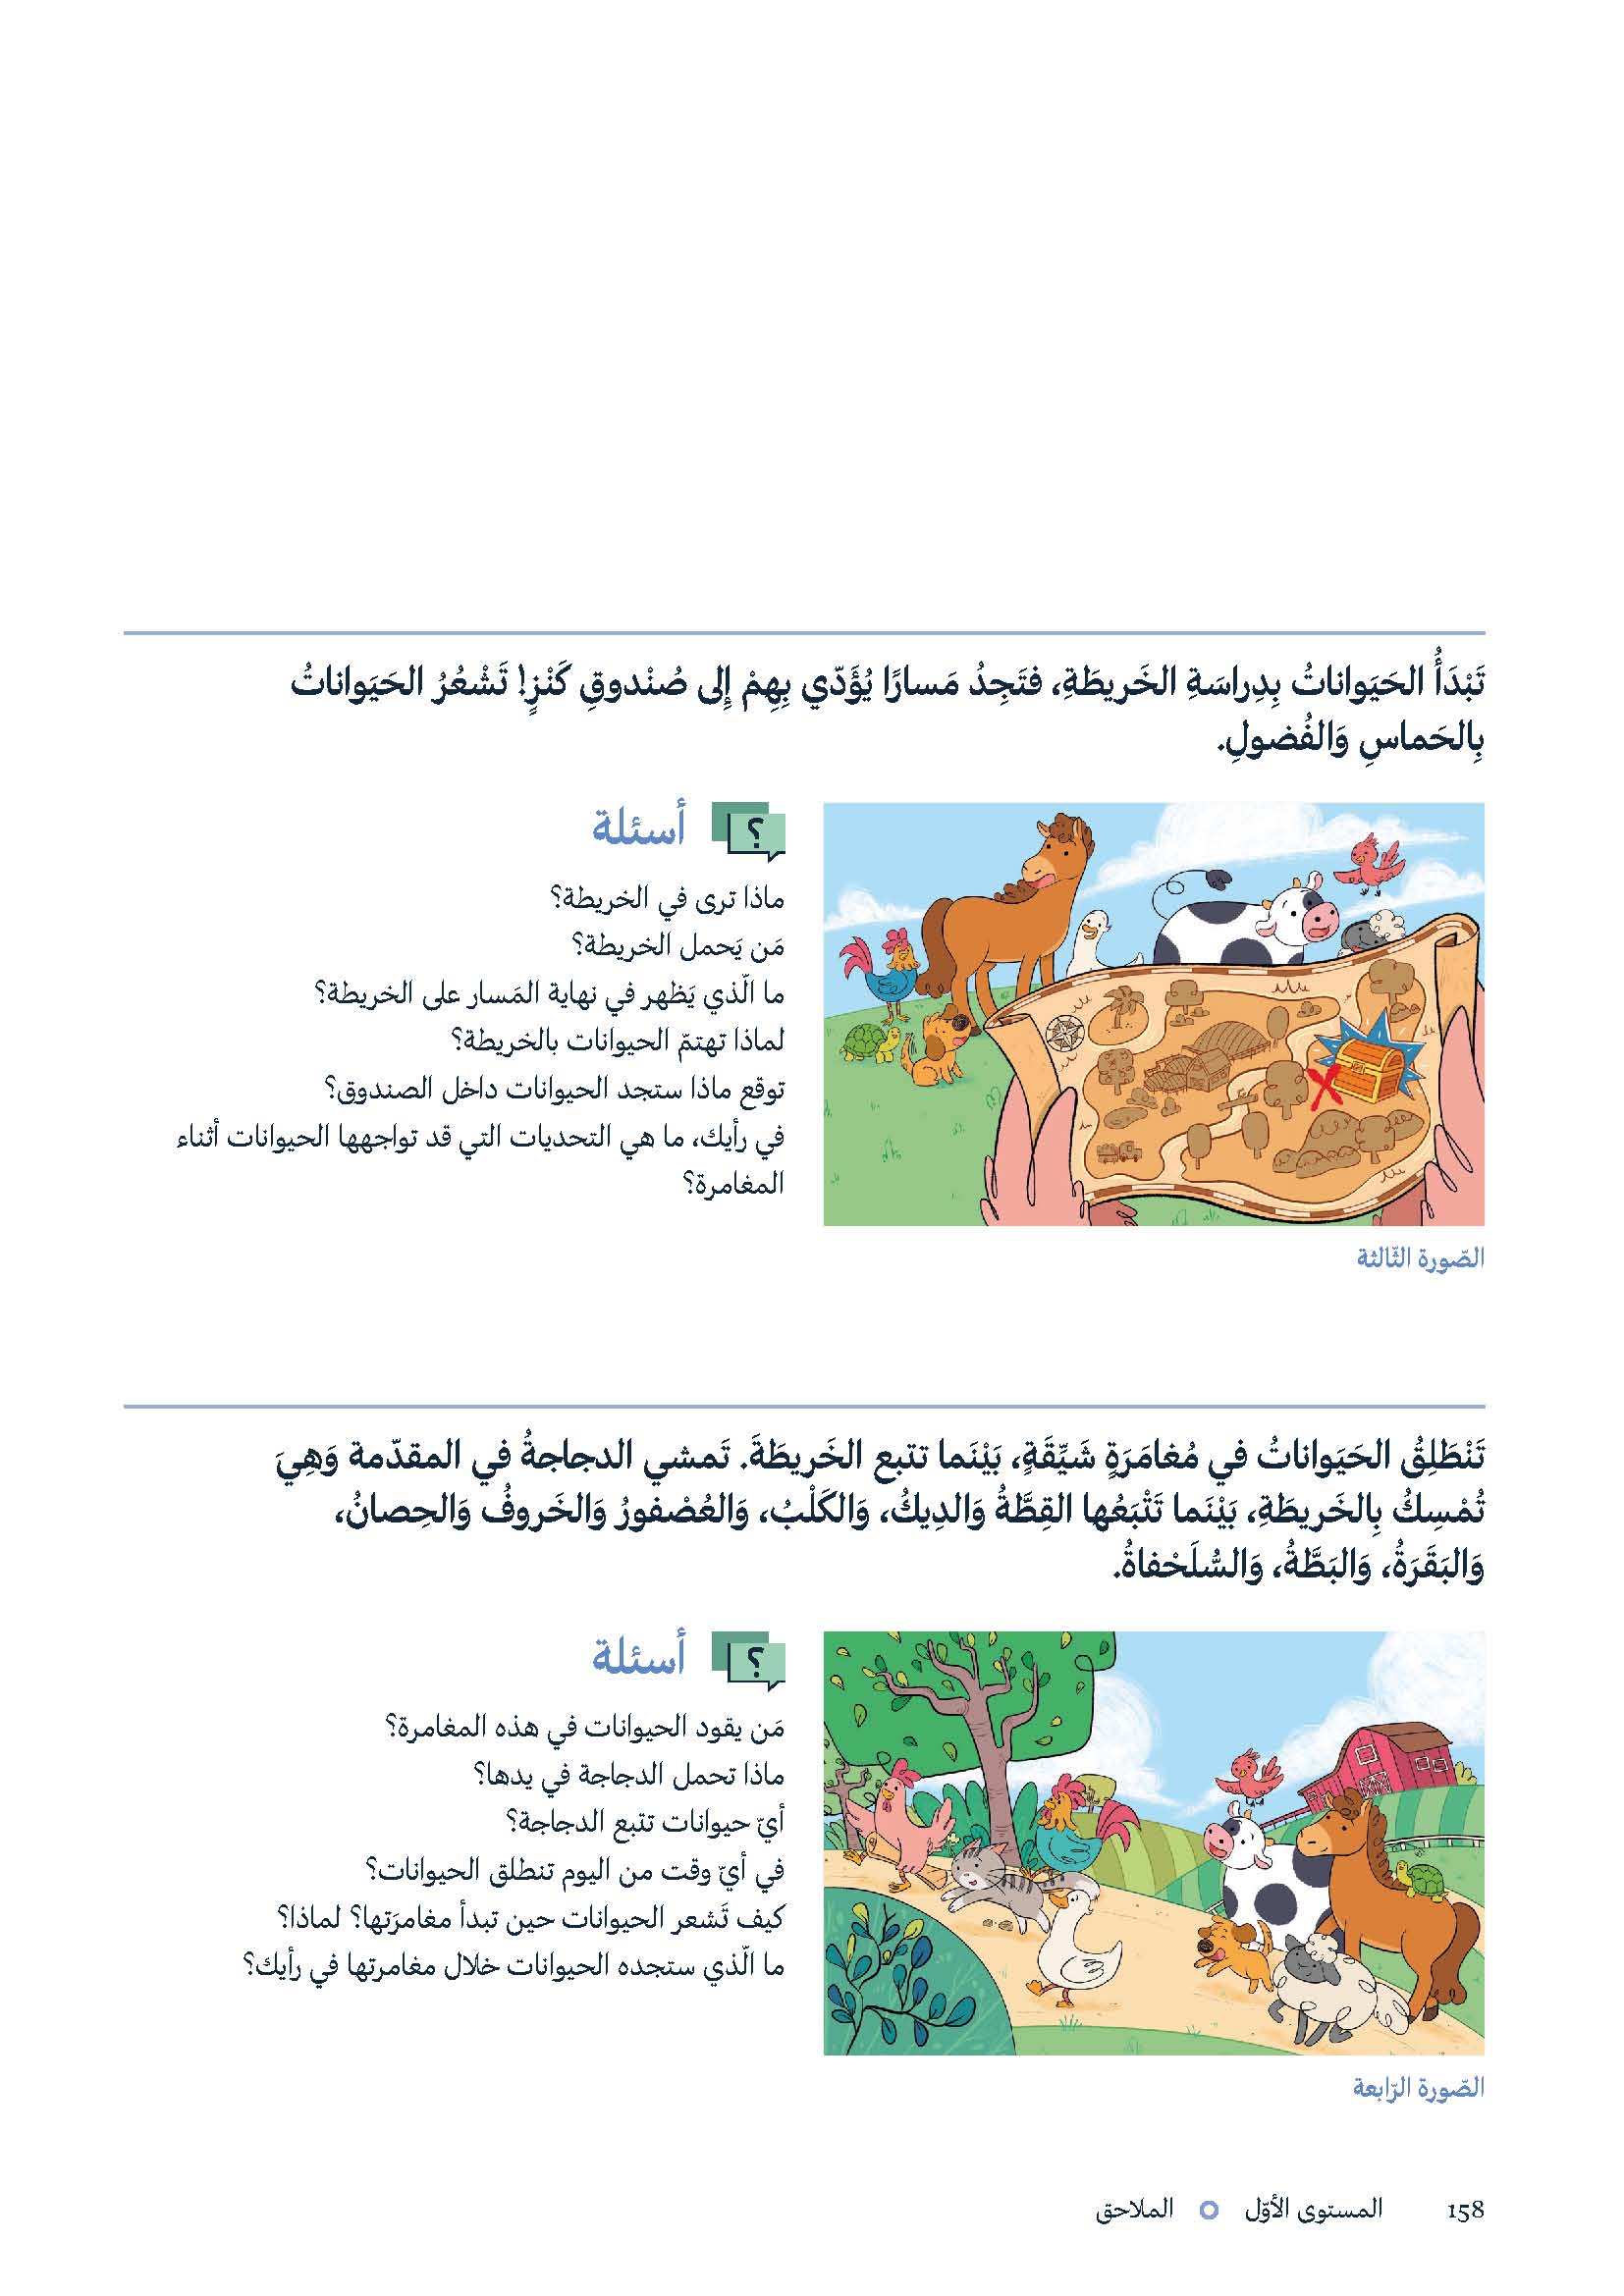 تَبْدَأُ الحَيَواناتُ بِدِراسَةِ الخَريطَةِ، فتَجِدُ مَسارًا يُؤَدّي بِهِمْ إِلى صُنْدوقِ كَنْزٍ! تَشْعُرُ الحَيَواناتُ
بِالحَماسِ وَالفُضولِ.
؟ أسئلة
ماذا ترى في الخريطة؟
مَن يَحمل الخريطة؟
ما الّذي يَظهر في نهاية المَسار على الخريطة؟
لماذا تهتمّ الحيوانات بالخريطة؟
توقع ماذا ستجد الحيوانات داخل الصندوق؟
في رأيك، ما هي التحديات التي قد تواجهها الحيوانات أثناء
المغامرة؟
الصّورة الثّالثة
تَنْطَلِقُ الحَيَواناتُ في مُغامَرَةٍ شَيِّقَةٍ، بَيْنَما تتبع الخَريطَةَ. تَمشي الدجاجةُ في المقدّمة وَهِيَ
تُمْسِكُ بِالخَريطَةِ، بَيْنَما تَتْبَعُها القِطَّةُ وَالدِيكُ، وَالكَلْبُ، وَالعُصْفورُ وَالخَروفُ وَالحِصانُ،
وَالبَقَرَةُ، وَالبَطَّةُ، وَالسُّلَحْفاةُ.
؟ أسئلة
مَن يقود الحيوانات في هذه المغامرة؟
ماذا تحمل الدجاجة في يدها؟
أيّ حيوانات تتبع الدجاجة؟
في أيّ وقت من اليوم تنطلق الحيوانات؟
كيف تَشعر الحيوانات حين تبدأ مغامرَتها؟ لماذا؟
ما الّذي ستجده الحيوانات خلال مغامرتها في رأيك؟
الصّورة الرّابعة
158 المستوى الأوّل الملاحق